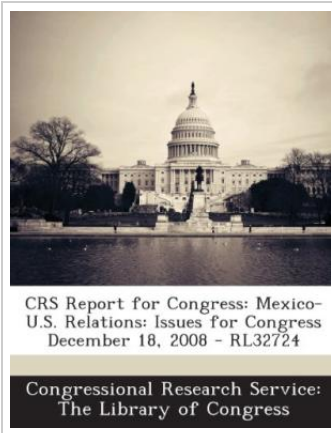 CRS Report for Congress: Mexico-
U.S. Relations: Issues for Congress
December 18, 2008 - RL32724
Congressional Research Service:
The Library of Congress